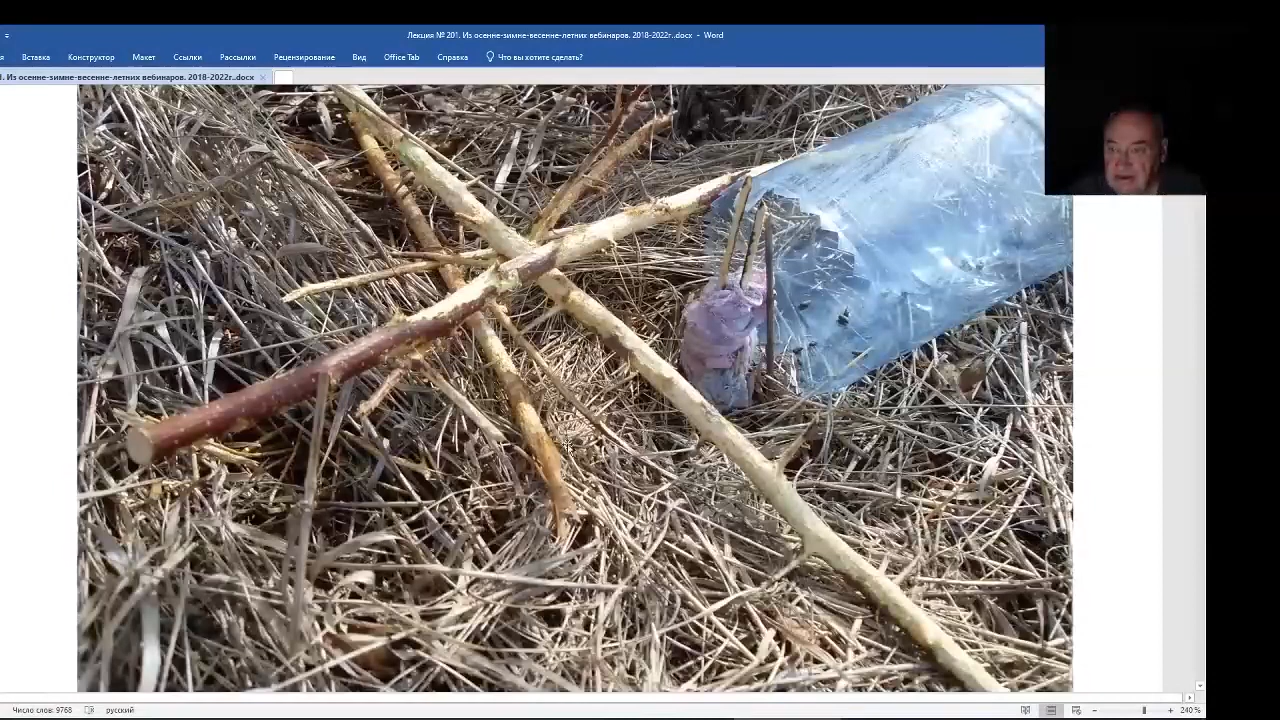 Лекция № 201. Из осенне-зимне-весенне-летних вебинаров. 2018-2022г..docx - Word
Вставка Конструктор Макет Ссылки Рассылки Рецензирование Вид Office Tab Справка Что вы хотите сделать?
1. Из осенне-зимне-весенне-летних вебинаров. 2018-2022г..docx
Число слов: 9768 русский 240 %